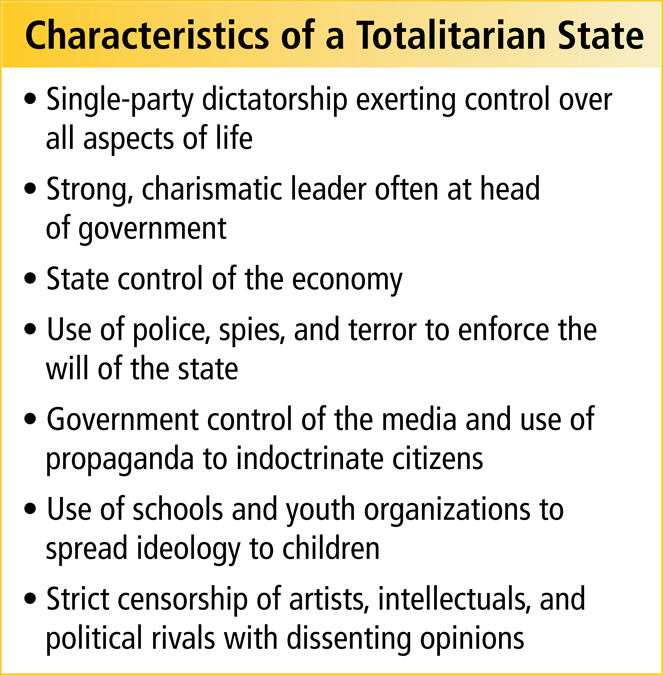 Characteristics of a Totalitarian State
• Single-party dictatorship exerting control over
all aspects of life
• Strong, charismatic leader often at head
of government
• State control of the economy
• Use of police, spies, and terror to enforce the
will of the state
• Government control of the media and use of
propaganda to indoctrinate citizens
• Use of schools and youth organizations to
spread ideology to children
• Strict censorship of artists, intellectuals, and
political rivals with dissenting opinions